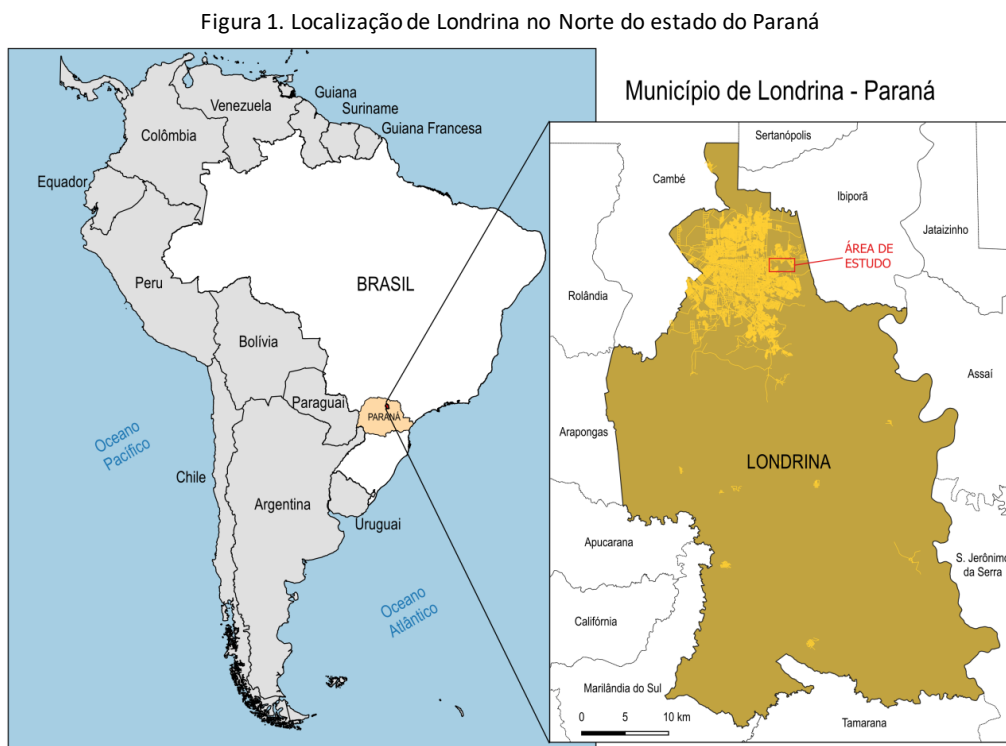 Figura 1. Localização de Londrina no Norte do estado do Paraná
Guiana
Suriname
Guiana Francesa
Venezuela
Colômbia
Equador
Peru
BRASIL
Bolívia
Paraguai
PARANÁ
Oceano
Pacífico
Chile
Argentina
Uruguai
Oceano
Atlântico
Município de Londrina - Paraná
Sertanópolis
Cambé
Ibiporã
Jataizinho
ÁREA DE
ESTUDO
Rolândia
Assaí
Arapongas
LONDRINA
Apucarana
S. Jerônimo
da Serra
Califórnia
Marilândia do Sul
Tamarana
0 5 10 km